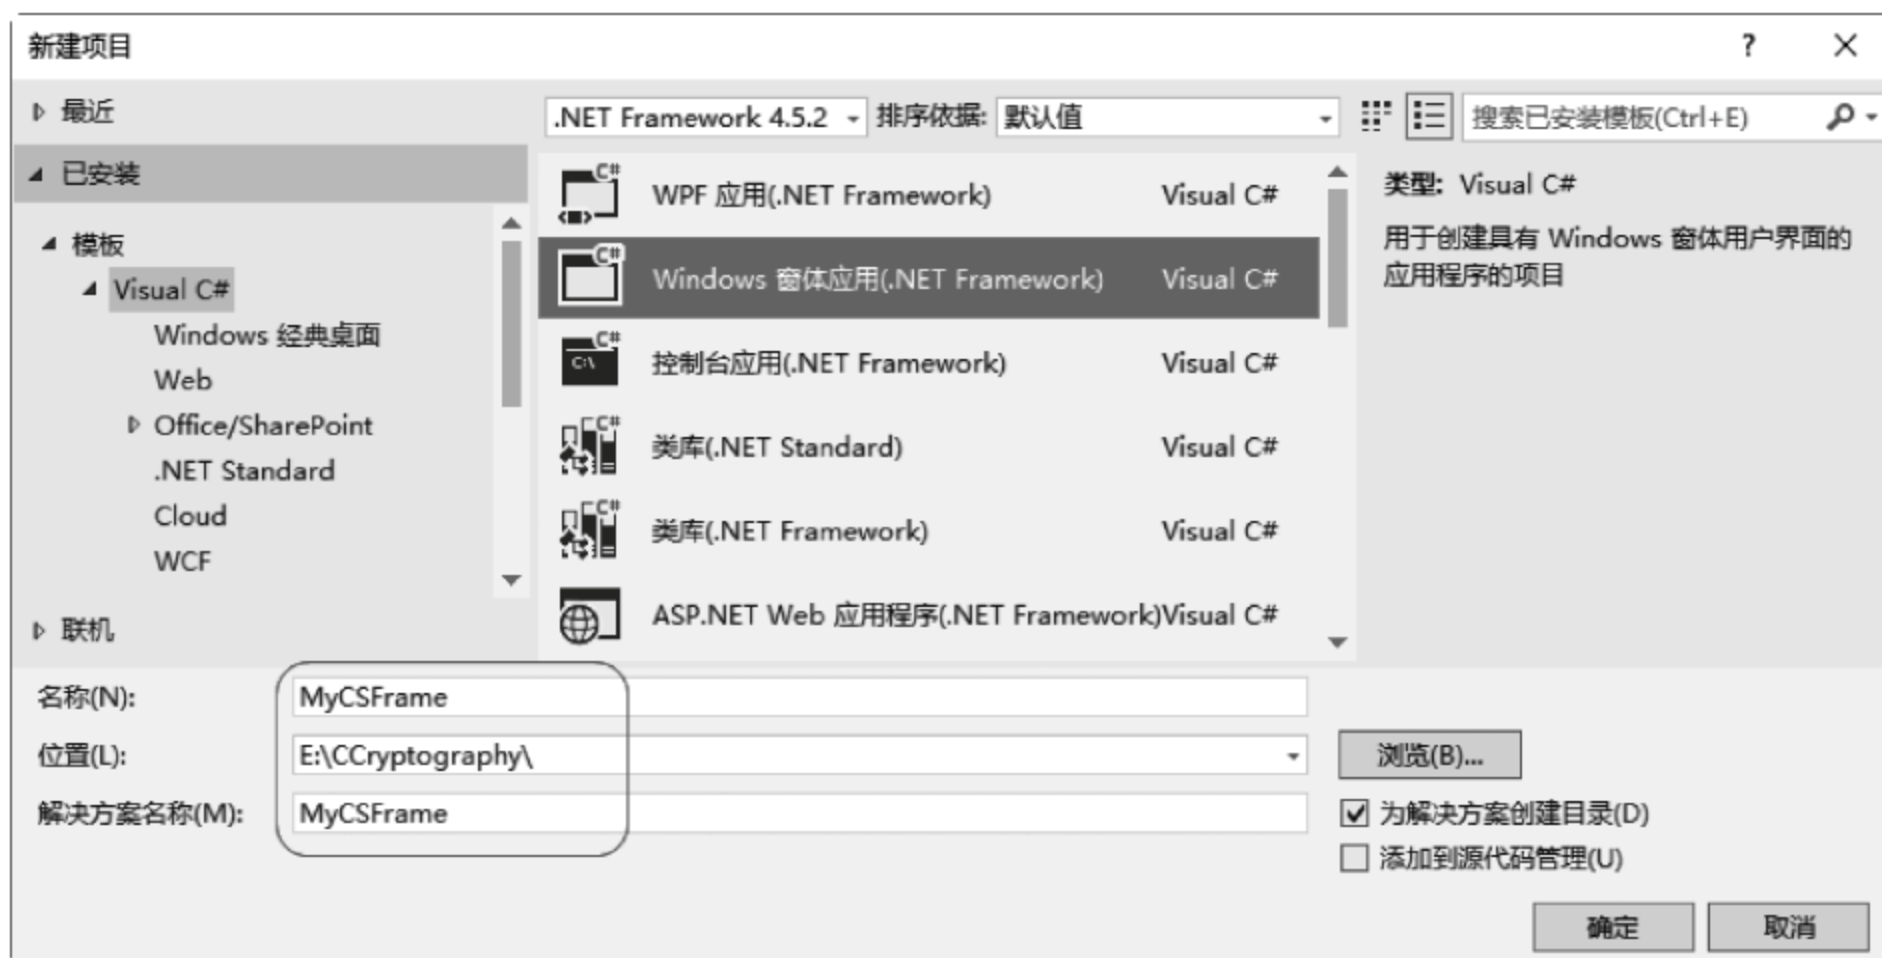 新建项目
?
最近
已安装
模板
Visual C#
Windows 经典桌面
Web
Office/SharePoint
.NET Standard
Cloud
WCF
联机
.NET Framework 4.5.2 排序依据: 默认值
搜索已安装模板(Ctrl+E)
WPF 应用(.NET Framework) Visual C#
Windows 窗体应用(.NET Framework) Visual C#
控制台应用(.NET Framework) Visual C#
类库(.NET Standard) Visual C#
类库(.NET Framework) Visual C#
ASP.NET Web 应用程序(.NET Framework)Visual C#
类型: Visual C#
用于创建具有 Windows 窗体用户界面的
应用程序的项目
名称(N): MyCSFrame
位置(L): E:\CCryptography\ 浏览(B)...
解决方案名称(M): MyCSFrame
为解决方案创建目录(D)
添加到源代码管理(U)
确定 取消